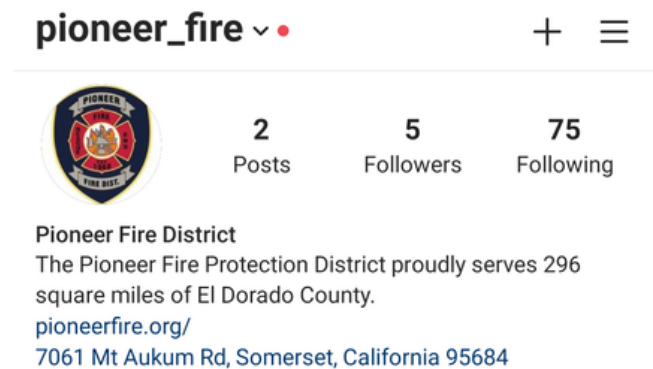 pioneer_fire
PIONEER
FIRE
FIRE DIST.
2
5
75
Posts
Followers
Following
Pioneer Fire District
The Pioneer Fire Protection District proudly serves 296
square miles of El Dorado County.
pioneerfire.org/
7061 Mt Aukum Rd, Somerset, California 95684